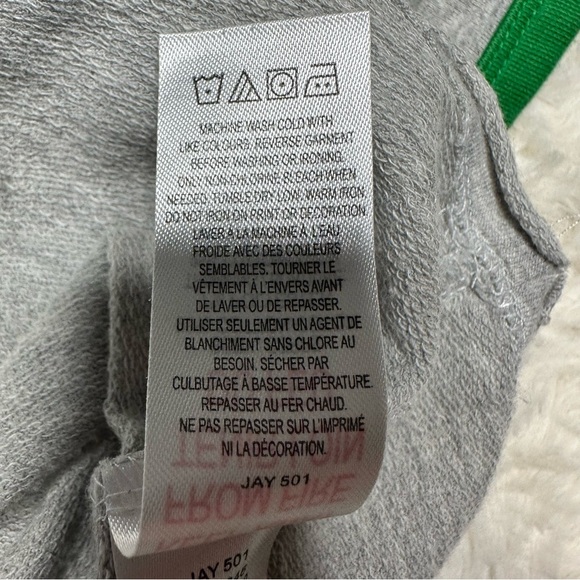 MACHINE WASH COLD WITH
LIKE COLOURS. REVERSE GARMENT
BEFORE WASHING OR IRONING.
ONLY NON-CHLORINE BLEACH WHEN
NEEDED. TUMBLE DRY LOW. WARM IRON
DO NOT IRON ON PRINT OR DECORATION
LAVER À LA MACHINE À L'EAU
FROIDE AVEC DES COULEURS
SEMBLABLES. TOURNER LE
VÊTEMENT À L'ENVERS AVANT
DE LAVER OU DE REPASSER.
UTILISER SEULEMENT UN AGENT DE
BLANCHIMENT SANS CHLORE AU
BESOIN. SÉCHER PAR
CULBUTAGE À BASSE TEMPÉRATURE.
REPASSER AU FER CHAUD.
NE PAS REPASSER SUR L'IMPRIMÉ
NI LA DÉCORATION.
JAY 501
FROM FIRE
JAY 501